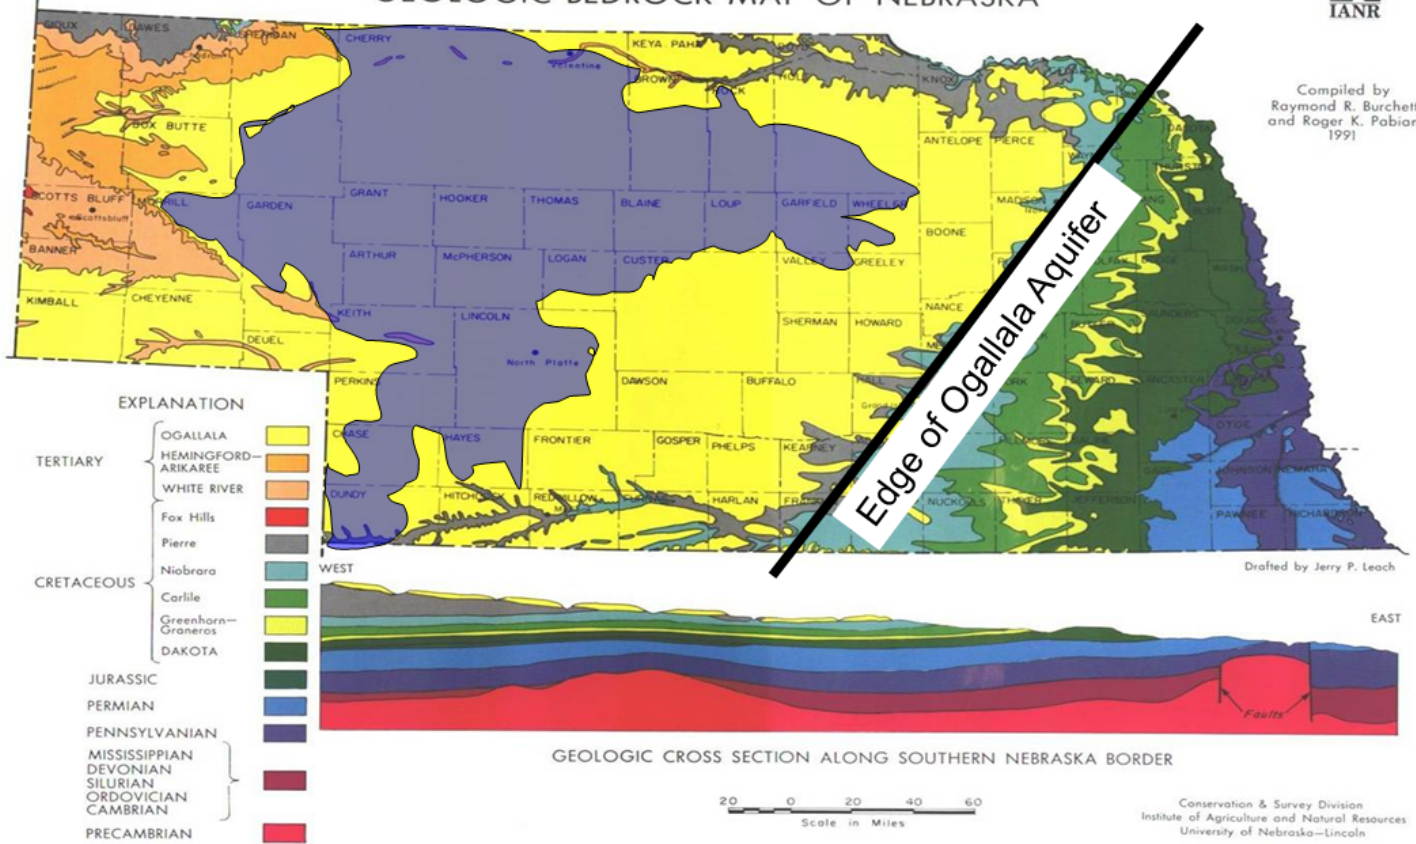 GEOLOGIC BEDROCK MAP OF NEBRASKA
IANR
Compiled by
Raymond R. Burchett
and Roger K. Pabian
1991
SIOUX
DAWES
SHERIDAN
CHERRY
KEYA PAHA
Valentine
BROWN
ROCK
HOLT
KNOX
BOX BUTTE
ANTELOPE
PIERCE
SCOTTS BLUFF
Scottsbluff
MORRILL
GARDEN
GRANT
HOOKER
THOMAS
BLAINE
LOUP
GARFIELD
WHEELER
MADISON
BANNER
ARTHUR
McPHERSON
LOGAN
CUSTER
VALLEY
GREELEY
BOONE
KIMBALL
CHEYENNE
KEITH
LINCOLN
SHERMAN
HOWARD
NANCE
DEUEL
North Platte
PERKINS
DAWSON
BUFFALO
HALL
SEWARD
LANCASTER
CHASE
HAYES
FRONTIER
GOSPER
PHELPS
KEARNEY
OTOE
DUNDY
HITCHCOCK
RED WILLOW
FURNAS
HARLAN
NUCKOLLS
THAYER
JEFFERSON
GAGE
JOHNSON
NEMAHA
PAWNEE
RICHARDSON
Edge of Ogallala Aquifer
Drafted by Jerry P. Leach
EXPLANATION
TERTIARY
OGALLALA
HEMINGFORD—
ARIKAREE
WHITE RIVER
CRETACEOUS
Fox Hills
Pierre
Niobrara
Carlile
Greenhorn—
Graneros
DAKOTA
JURASSIC
PERMIAN
PENNSYLVANIAN
MISSISSIPPIAN
DEVONIAN
SILURIAN
ORDOVICIAN
CAMBRIAN
PRECAMBRIAN
WEST
EAST
Faults
GEOLOGIC CROSS SECTION ALONG SOUTHERN NEBRASKA BORDER
20 0 20 40 60
Scale in Miles
Conservation & Survey Division
Institute of Agriculture and Natural Resources
University of Nebraska—Lincoln